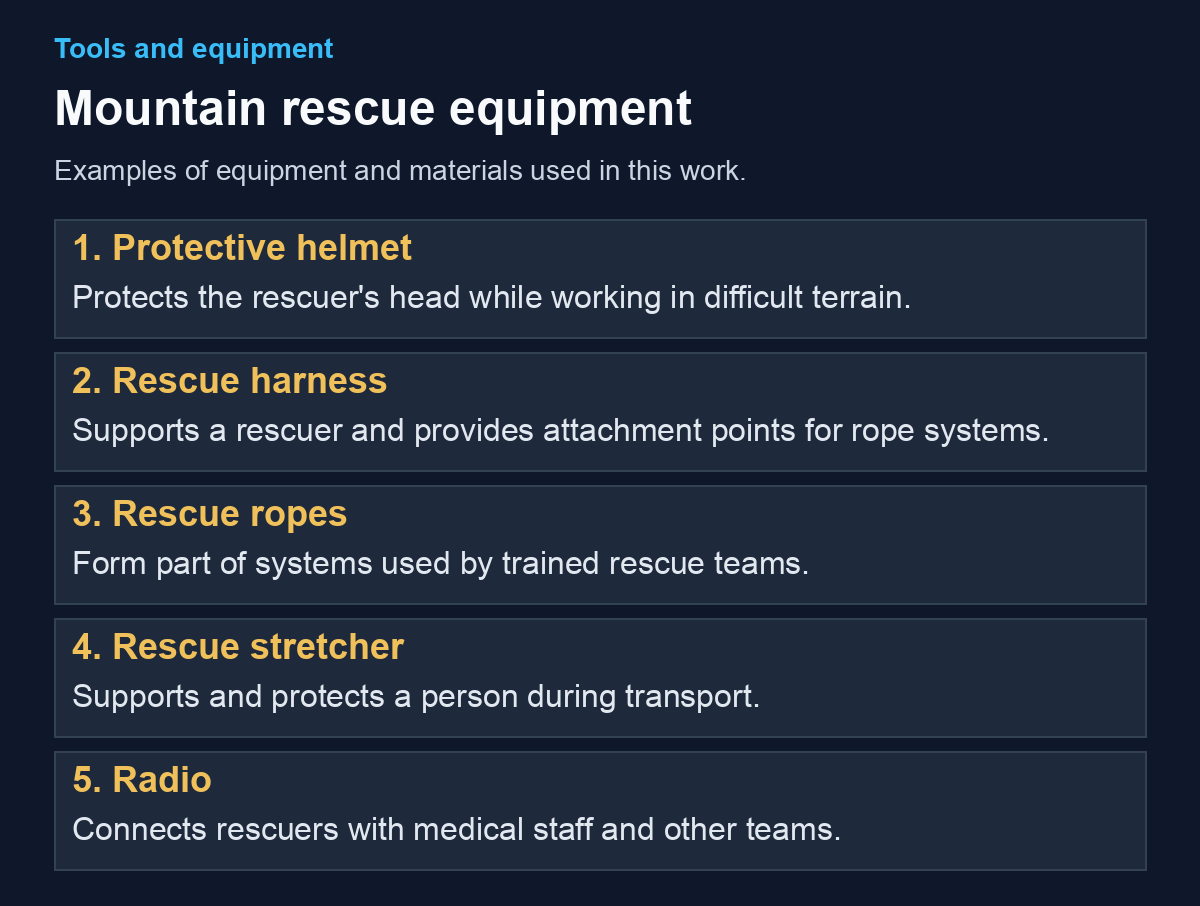 Tools and equipment
Mountain rescue equipment
Examples of equipment and materials used in this work.
1. Protective helmet
Protects the rescuer's head while working in difficult terrain.
2. Rescue harness
Supports a rescuer and provides attachment points for rope systems.
3. Rescue ropes
Form part of systems used by trained rescue teams.
4. Rescue stretcher
Supports and protects a person during transport.
5. Radio
Connects rescuers with medical staff and other teams.